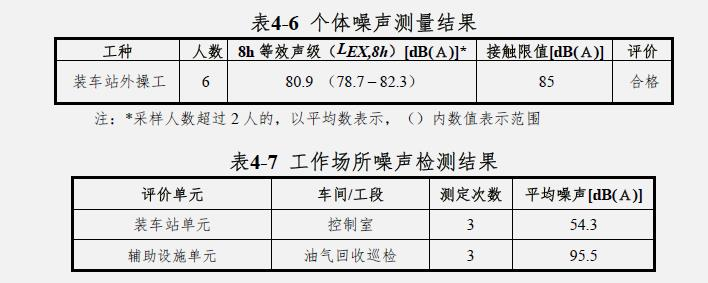 表4-6 个体噪声测量结果
工种 人数 8h 等效声级（LEX,8h）[dB(A)]* 接触限值[dB(A)] 评价
装车站外操工 6 80.9 （78.7－82.3） 85 合格
注：*采样人数超过 2 人的，以平均数表示，（）内数值表示范围
表4-7 工作场所噪声检测结果
评价单元 车间/工段 测定次数 平均噪声[dB(A)]
装车站单元 控制室 3 54.3
辅助设施单元 油气回收巡检 3 95.5